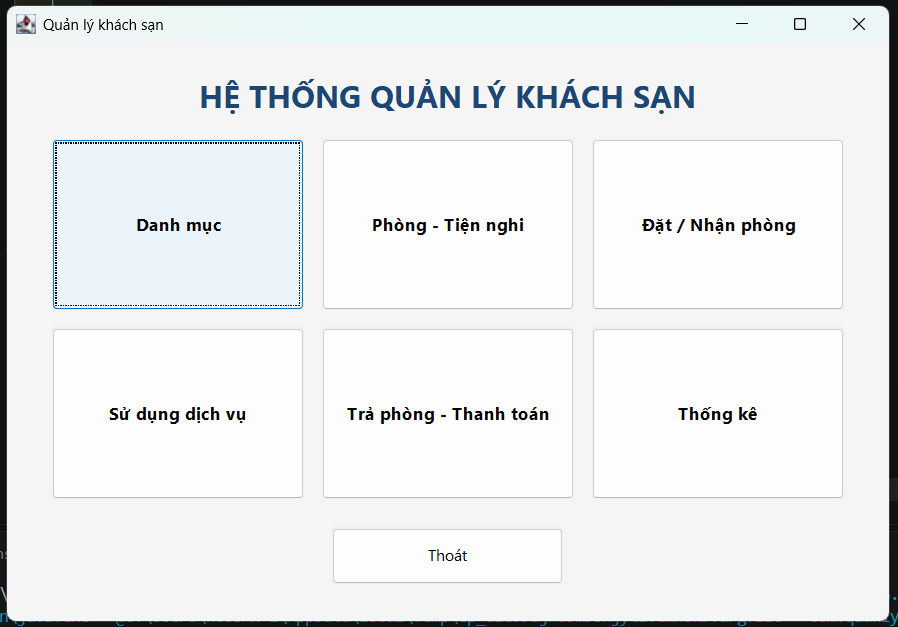 Quản lý khách sạn
HỆ THỐNG QUẢN LÝ KHÁCH SẠN
Danh mục
Phòng - Tiện nghi
Đặt / Nhận phòng
Sử dụng dịch vụ
Trả phòng - Thanh toán
Thống kê
Thoát